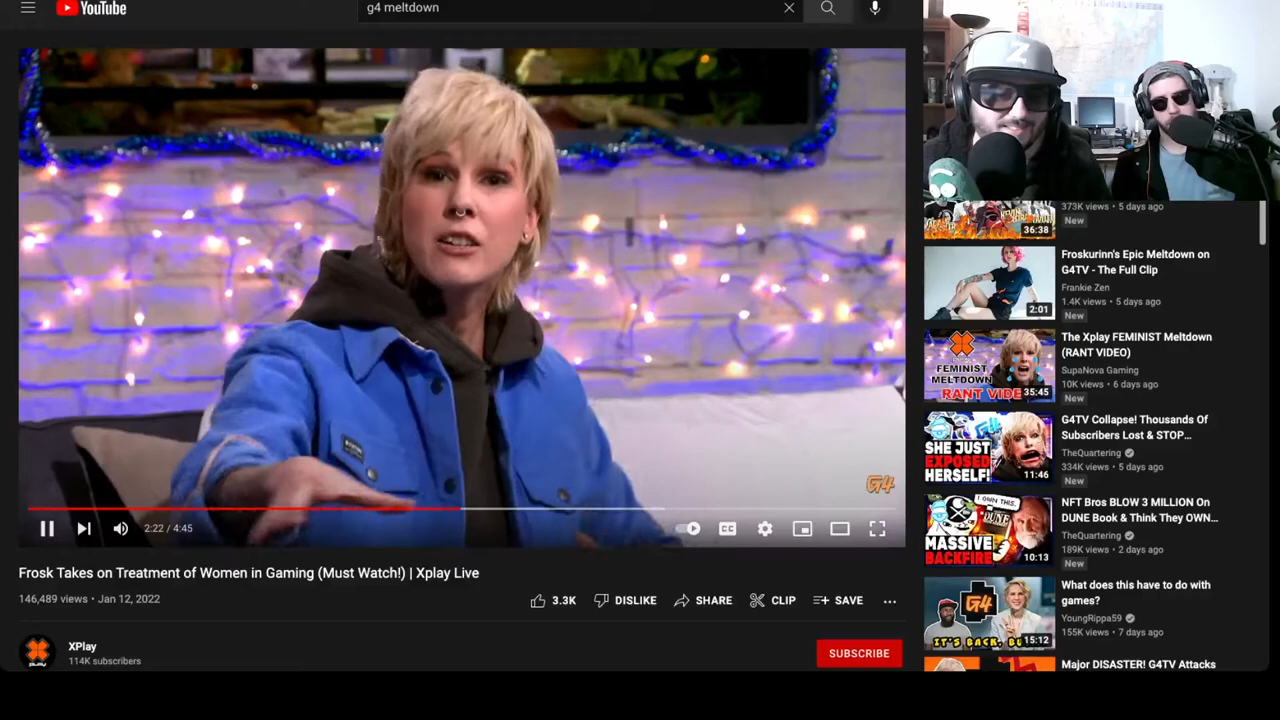 YouTube
g4 meltdown
Z
G4
2:22 / 4:45
CC
Frosk Takes on Treatment of Women in Gaming (Must Watch!) | Xplay Live
146,489 views • Jan 12, 2022
3.3K
DISLIKE
SHARE
CLIP
SAVE
XPlay
114K subscribers
SUBSCRIBE
36:38
373K views • 5 days ago
New
2:01
Froskurinn's Epic Meltdown on
G4TV - The Full Clip
Frankie Zen
1.4K views • 5 days ago
New
FEMINIST
MELTDOWN
RANT VIDE
35:45
The Xplay FEMINIST Meltdown
(RANT VIDEO)
SupaNova Gaming
10K views • 6 days ago
New
SHE JUST
EXPOSED
HERSELF!
11:46
G4TV Collapse! Thousands Of
Subscribers Lost & STOP...
TheQuartering
334K views • 5 days ago
New
I OWN THIS.
DUNE
MASSIVE
BACKFIRE
10:13
NFT Bros BLOW 3 MILLION On
DUNE Book & Think They OWN...
TheQuartering
189K views • 2 days ago
New
G4
IT'S BACK, BU
15:12
What does this have to do with
games?
YoungRippa59
155K views • 7 days ago
Major DISASTER! G4TV Attacks